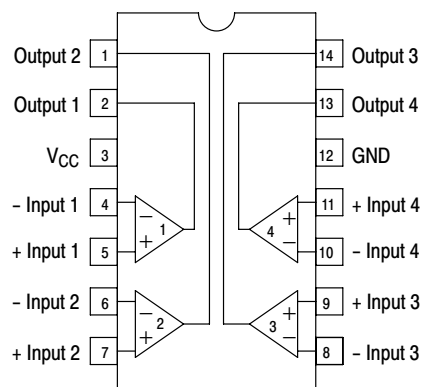 Output 2 1 14 Output 3
Output 1 2 13 Output 4
VCC 3 12 GND
– Input 1 4 – 11 + Input 4
1 + 4
+ Input 1 5 + – 10 – Input 4
– Input 2 6 – 9 + Input 3
2 + 3
+ Input 2 7 + – 8 – Input 3